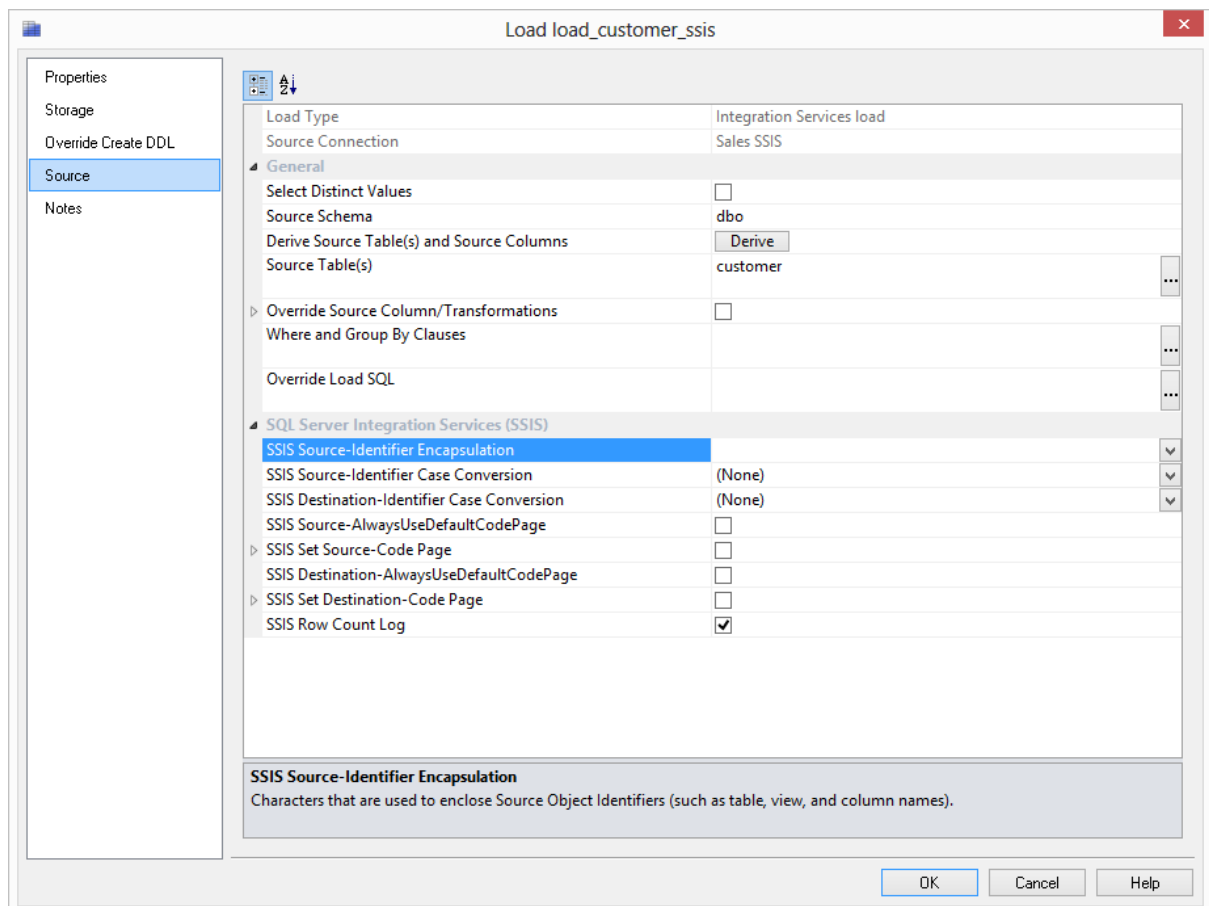 Load load_customer_ssis
Properties
Storage
Override Create DDL
Source
Notes
Load Type Integration Services load
Source Connection Sales SSIS
General
Select Distinct Values
Source Schema dbo
Derive Source Table(s) and Source Columns Derive
Source Table(s) customer
...
Override Source Column/Transformations
Where and Group By Clauses
...
Override Load SQL
...
SQL Server Integration Services (SSIS)
SSIS Source-Identifier Encapsulation
SSIS Source-Identifier Case Conversion (None)
SSIS Destination-Identifier Case Conversion (None)
SSIS Source-AlwaysUseDefaultCodePage
SSIS Set Source-Code Page
SSIS Destination-AlwaysUseDefaultCodePage
SSIS Set Destination-Code Page
SSIS Row Count Log
SSIS Source-Identifier Encapsulation
Characters that are used to enclose Source Object Identifiers (such as table, view, and column names).
OK Cancel Help